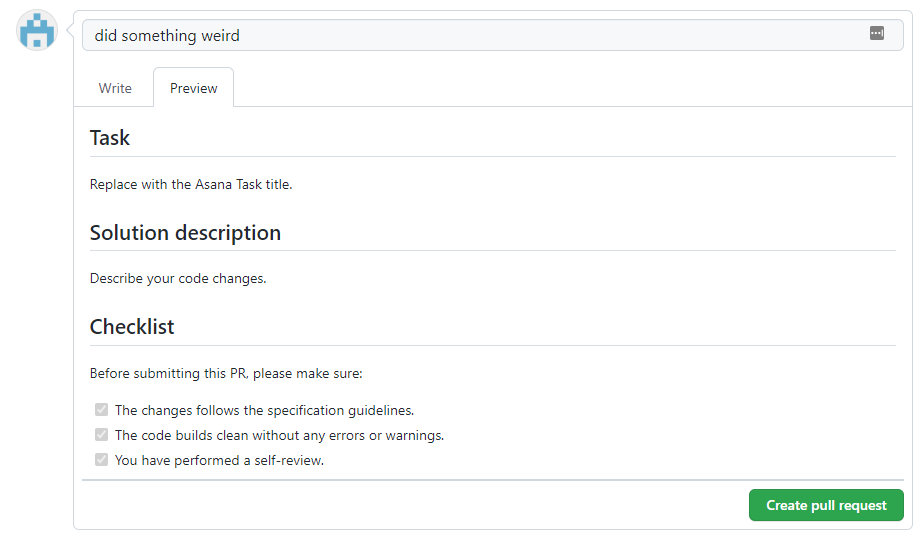 did something weird
Write
Preview
Task
Replace with the Asana Task title.
Solution description
Describe your code changes.
Checklist
Before submitting this PR, please make sure:
The changes follows the specification guidelines.
The code builds clean without any errors or warnings.
You have performed a self-review.
Create pull request